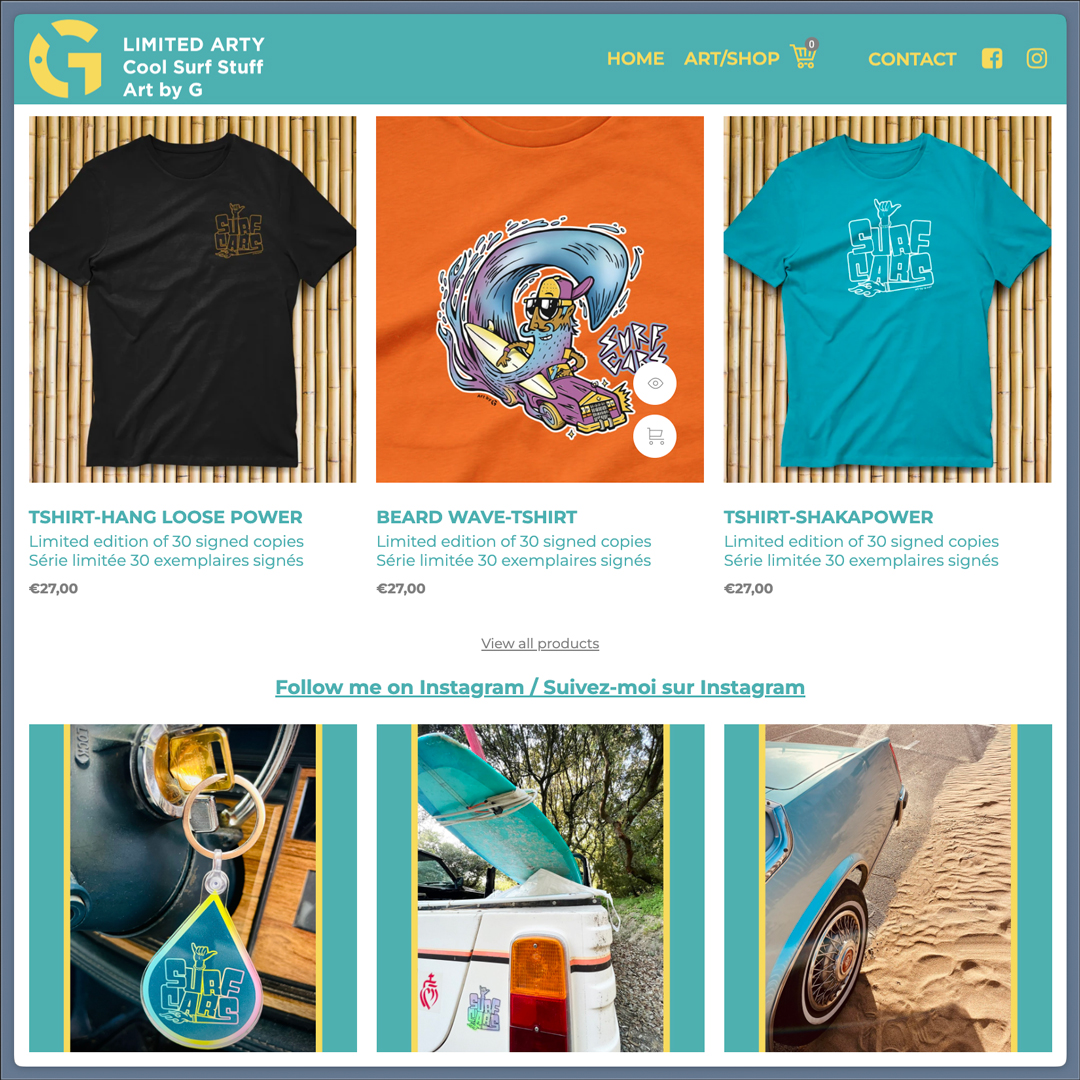 LIMITED ARTY
Cool Surf Stuff
Art by G
HOME
ART/SHOP
0
CONTACT
SURF
CARS
SURF
CARS
ART BY G
SURF
CARS
TSHIRT-HANG LOOSE POWER
Limited edition of 30 signed copies
Série limitée 30 exemplaires signés
€27,00
BEARD WAVE-TSHIRT
Limited edition of 30 signed copies
Série limitée 30 exemplaires signés
€27,00
TSHIRT-SHAKAPOWER
Limited edition of 30 signed copies
Série limitée 30 exemplaires signés
€27,00
View all products
Follow me on Instagram / Suivez-moi sur Instagram
LOCK
SURF
CARS
SURF
CARS